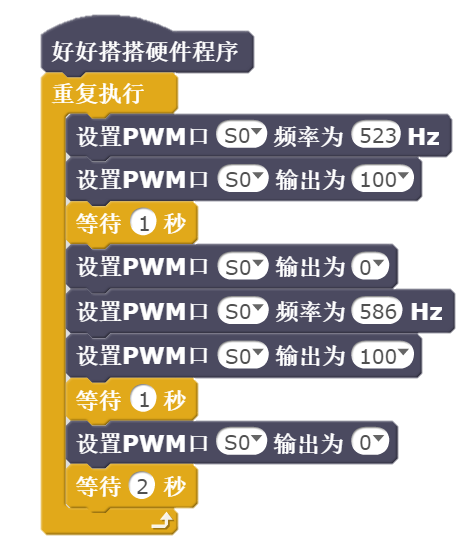 好好搭搭硬件程序
重复执行
设置PWM口 S0 频率为 523 Hz
设置PWM口 S0 输出为 100
等待 1 秒
设置PWM口 S0 输出为 0
设置PWM口 S0 频率为 586 Hz
设置PWM口 S0 输出为 100
等待 1 秒
设置PWM口 S0 输出为 0
等待 2 秒